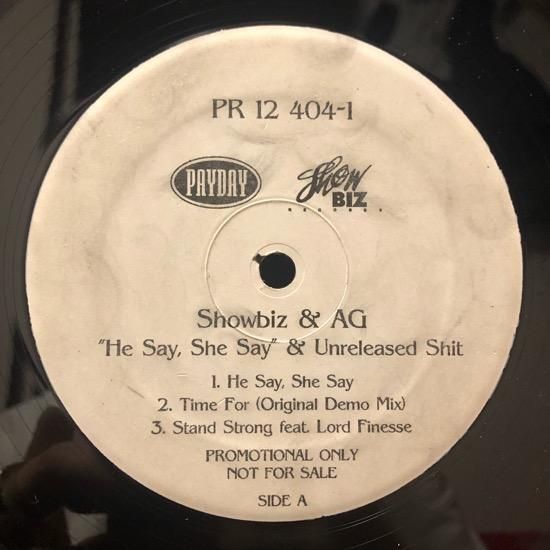 PR 12 404-1
PAYDAY
Show
BIZ
RECORDS
Showbiz & AG
"He Say, She Say" & Unreleased Shit
1. He Say, She Say
2. Time For (Original Demo Mix)
3. Stand Strong feat. Lord Finesse
PROMOTIONAL ONLY
NOT FOR SALE
SIDE A